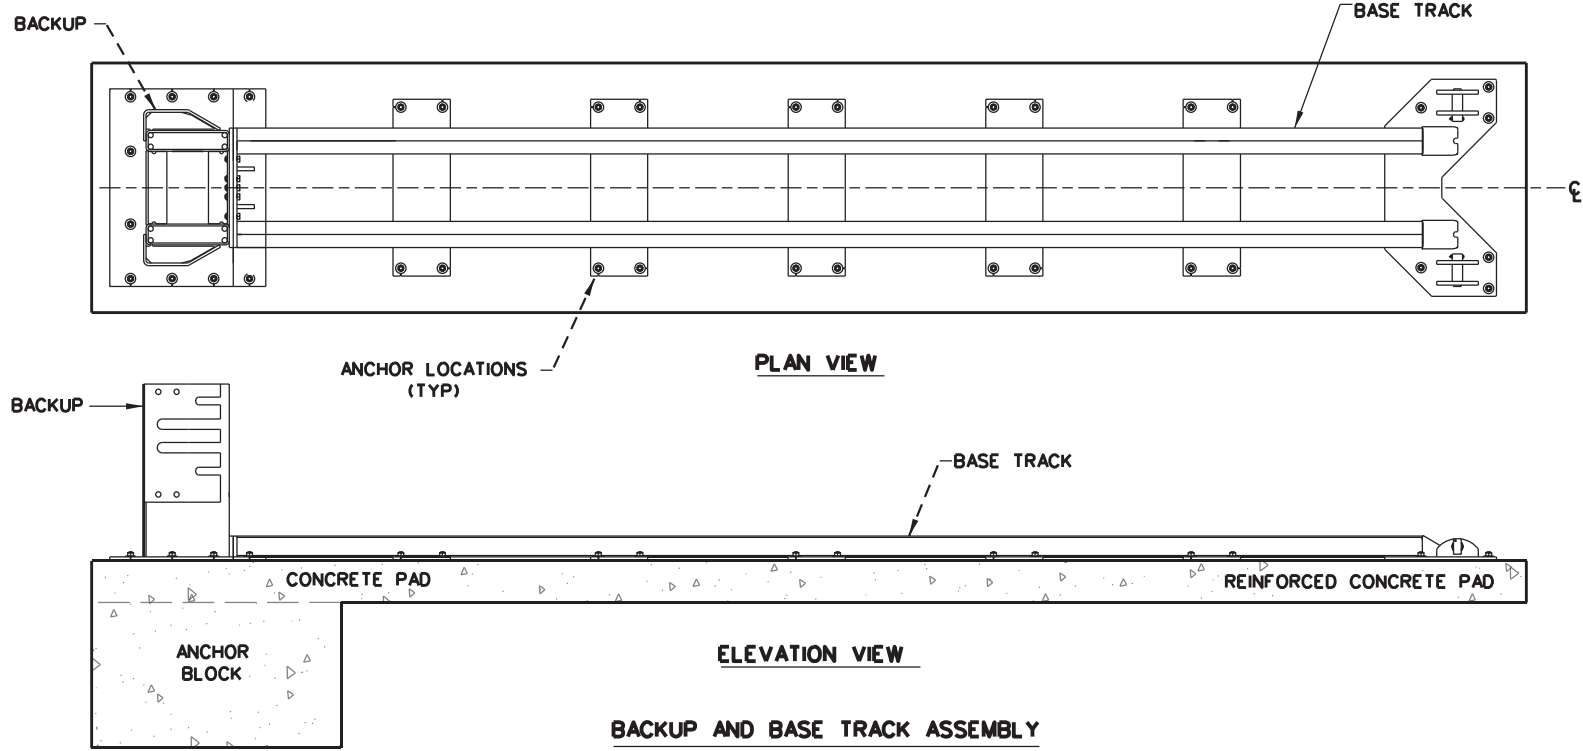 BACKUP
BASE TRACK
℄
ANCHOR LOCATIONS
(TYP)
PLAN VIEW
BACKUP
BASE TRACK
CONCRETE PAD
REINFORCED CONCRETE PAD
ANCHOR
BLOCK
ELEVATION VIEW
BACKUP AND BASE TRACK ASSEMBLY